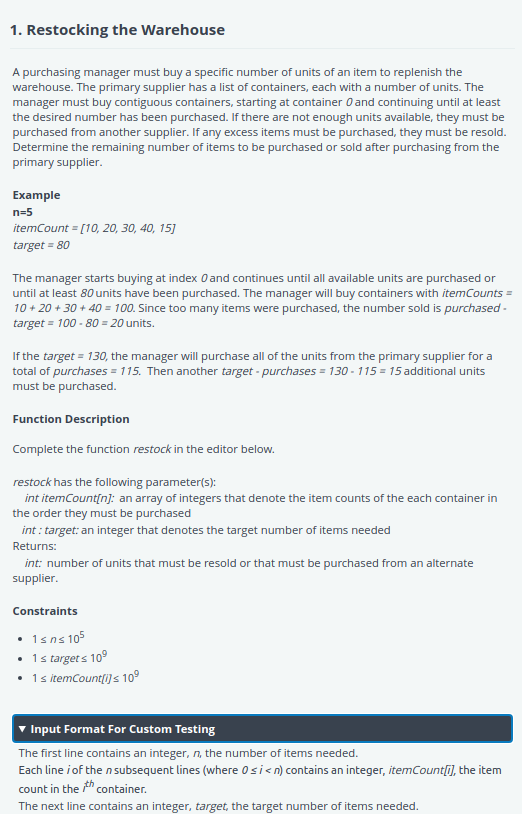 1. Restocking the Warehouse
A purchasing manager must buy a specific number of units of an item to replenish the
warehouse. The primary supplier has a list of containers, each with a number of units. The
manager must buy contiguous containers, starting at container 0 and continuing until at least
the desired number has been purchased. If there are not enough units available, they must be
purchased from another supplier. If any excess items must be purchased, they must be resold.
Determine the remaining number of items to be purchased or sold after purchasing from the
primary supplier.
Example
n=5
itemCount = [10, 20, 30, 40, 15]
target = 80
The manager starts buying at index 0 and continues until all available units are purchased or
until at least 80 units have been purchased. The manager will buy containers with itemCounts =
10 + 20 + 30 + 40 = 100. Since too many items were purchased, the number sold is purchased -
target = 100 - 80 = 20 units.
If the target = 130, the manager will purchase all of the units from the primary supplier for a
total of purchases = 115. Then another target - purchases = 130 - 115 = 15 additional units
must be purchased.
Function Description
Complete the function restock in the editor below.
restock has the following parameter(s):
int itemCount[n]: an array of integers that denote the item counts of the each container in
the order they must be purchased
int : target: an integer that denotes the target number of items needed
Returns:
int: number of units that must be resold or that must be purchased from an alternate
supplier.
Constraints
• 1 ≤ n ≤ 10⁵
• 1 ≤ target ≤ 10⁹
• 1 ≤ itemCount[i] ≤ 10⁹
▼ Input Format For Custom Testing
The first line contains an integer, n, the number of items needed.
Each line i of the n subsequent lines (where 0 ≤ i < n) contains an integer, itemCount[i], the item
count in the iᵗʰ container.
The next line contains an integer, target, the target number of items needed.